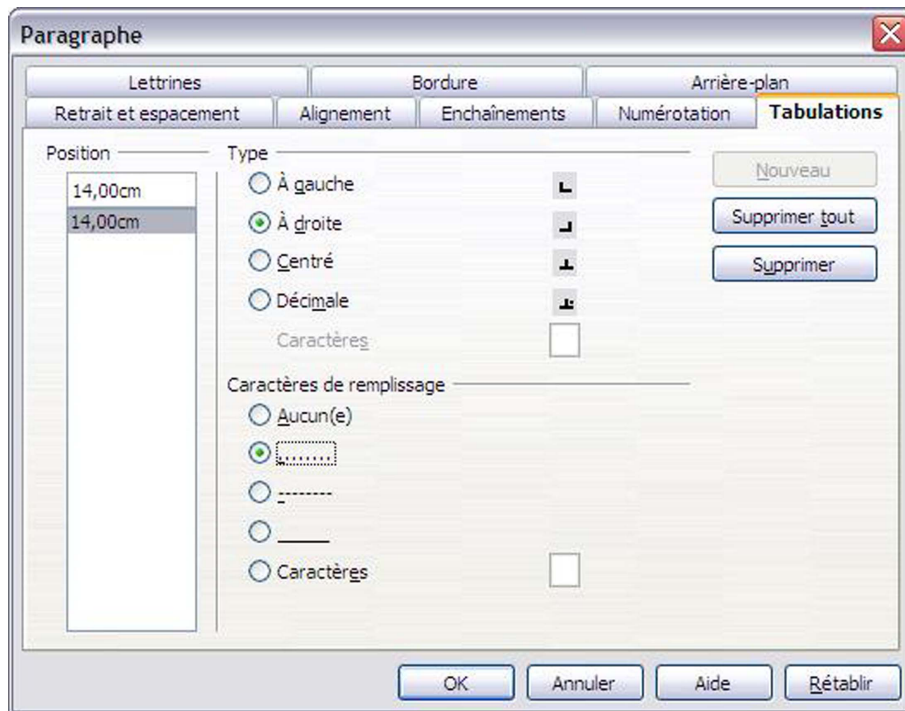 Paragraphe
Lettrines Bordure Arrière-plan
Retrait et espacement Alignement Enchaînements Numérotation Tabulations
Position
14,00cm
14,00cm
Type
À gauche
À droite
Centré
Décimale
Caractères
Caractères de remplissage
Aucun(e)
........
--------
_____
Caractères
Nouveau
Supprimer tout
Supprimer
OK Annuler Aide Rétablir